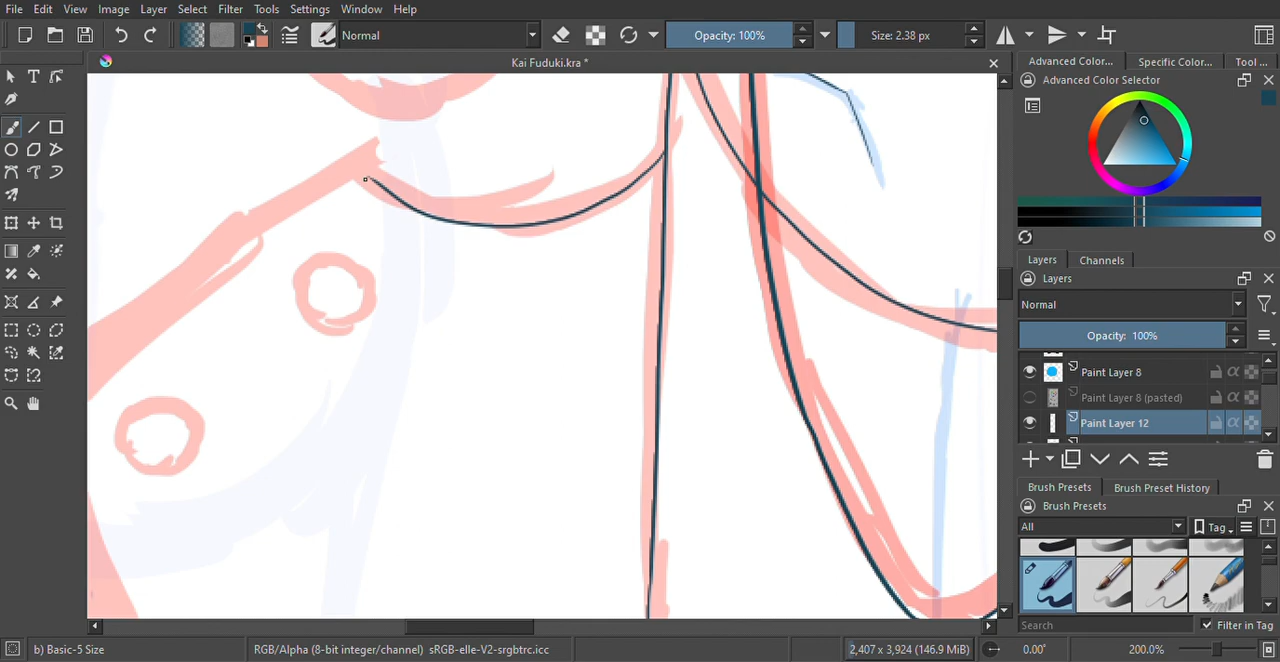 File Edit View Image Layer Select Filter Tools Settings Window Help
Normal
Opacity: 100%
Size: 2.38 px
Kai Fuduki.kra *
Advanced Color...
Specific Color...
Tool ...
Advanced Color Selector
Layers
Channels
Layers
Normal
Opacity: 100%
Paint Layer 8
Paint Layer 8 (pasted)
Paint Layer 12
Brush Presets
Brush Preset History
Brush Presets
All
Tag
Search
Filter in Tag
b) Basic-5 Size
RGB/Alpha (8-bit integer/channel) sRGB-elle-V2-srgbtrc.icc
2,407 x 3,924 (146.9 MiB)
0.00°
200.0%